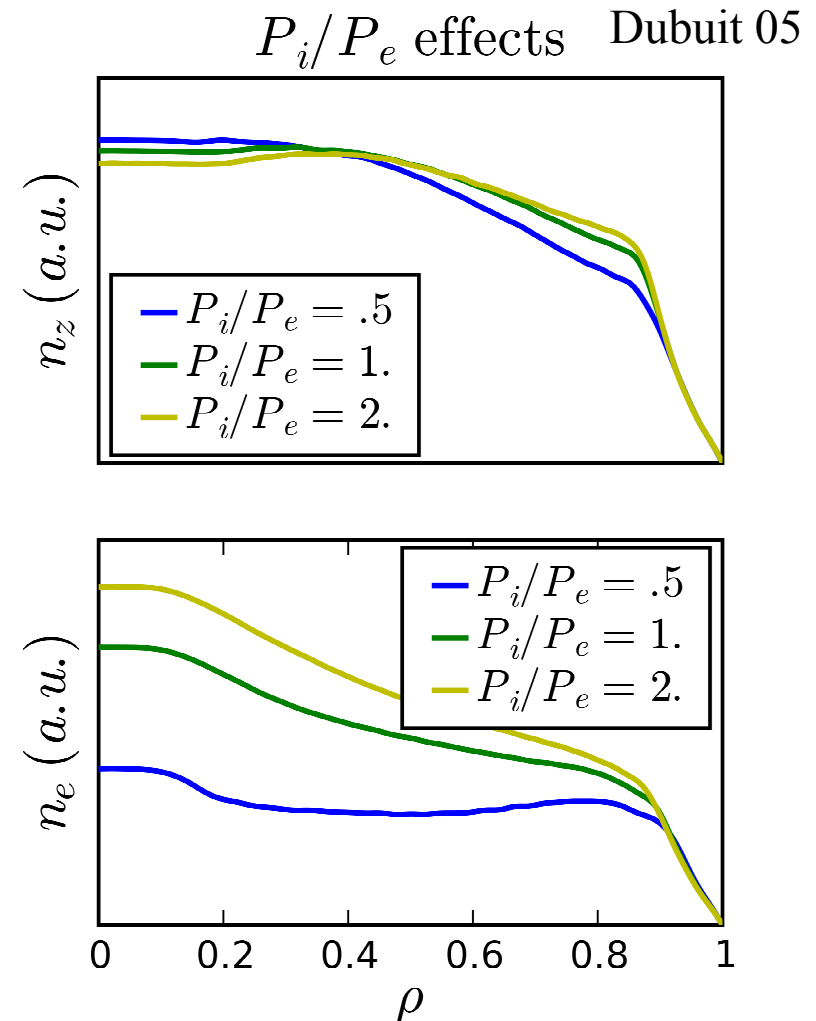 P_i/P_e effects
Dubuit 05
n_z (a.u.)
P_i/P_e = .5
P_i/P_e = 1.
P_i/P_e = 2.
n_e (a.u.)
P_i/P_e = .5
P_i/P_e = 1.
P_i/P_e = 2.
0 0.2 0.4 0.6 0.8 1
ρ